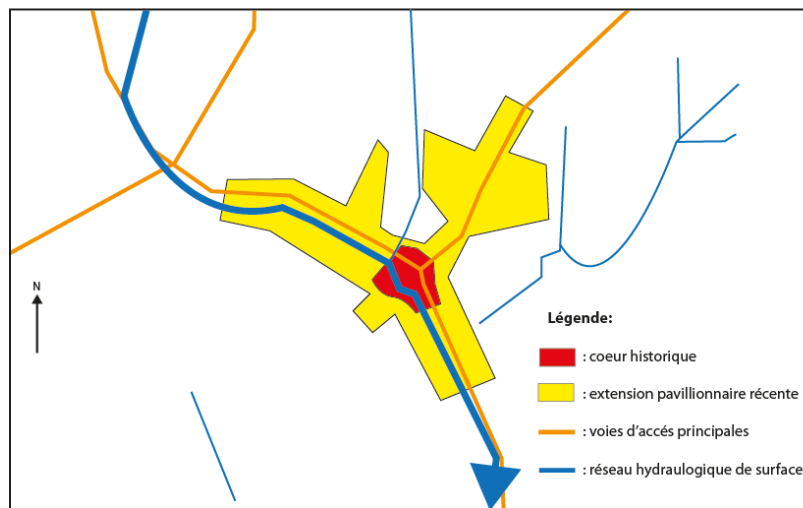 N
Légende:
: coeur historique
: extension pavillionnaire récente
: voies d'accés principales
: réseau hydraulogique de surface